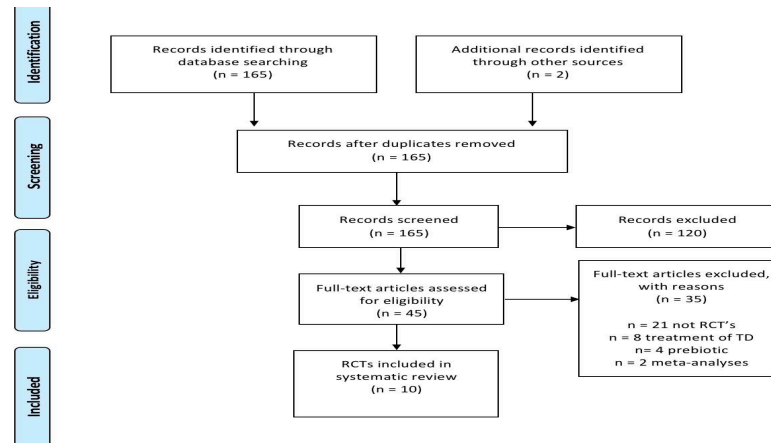 Identification
Records identified through
database searching
(n = 165)
Additional records identified
through other sources
(n = 2)
Screening
Records after duplicates removed
(n = 165)
Records screened
(n = 165)
Records excluded
(n = 120)
Eligibility
Full-text articles assessed
for eligibility
(n = 45)
Full-text articles excluded,
with reasons
(n = 35)
n = 21 not RCT's
n = 8 treatment of TD
n= 4 prebiotic
n = 2 meta-analyses
Included
RCTs included in
systematic review
(n = 10)